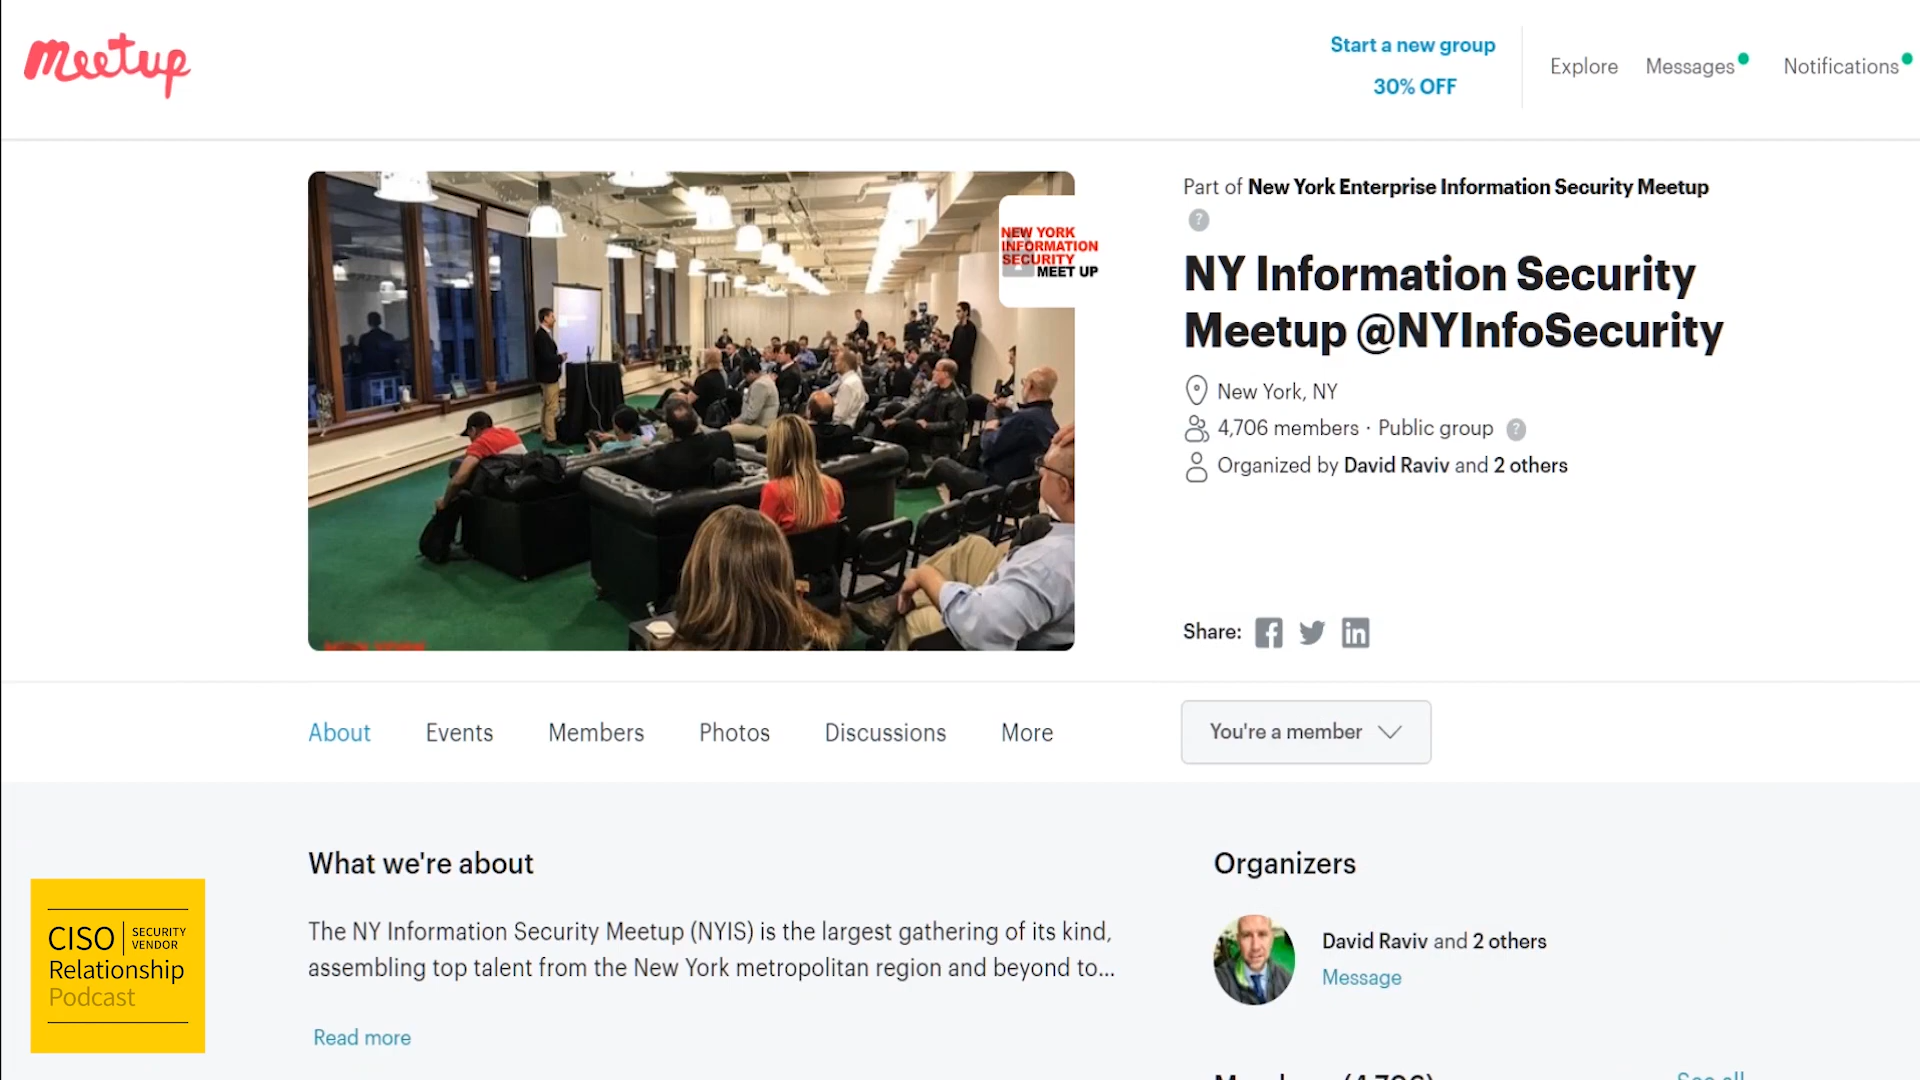 meetup
Start a new group
30% OFF
Explore
Messages
Notifications
NEW YORK
INFORMATION
SECURITY
MEET UP
Part of New York Enterprise Information Security Meetup
?
NY Information Security
Meetup @NYInfoSecurity
New York, NY
4,706 members · Public group ?
Organized by David Raviv and 2 others
Share:
About
Events
Members
Photos
Discussions
More
You're a member
What we're about
The NY Information Security Meetup (NYIS) is the largest gathering of its kind,
assembling top talent from the New York metropolitan region and beyond to...
Read more
Organizers
David Raviv and 2 others
Message
CISO
SECURITY
VENDOR
Relationship
Podcast